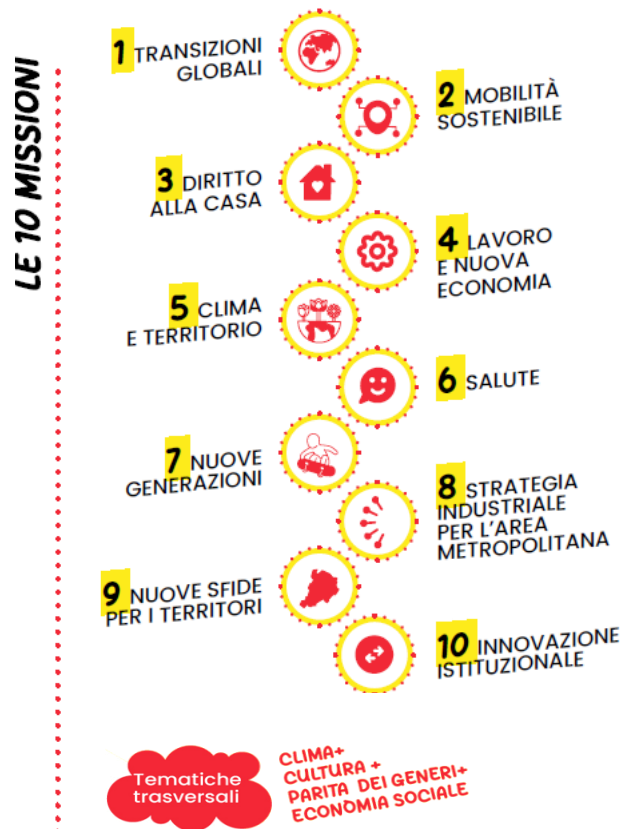 LE 10 MISSIONI
1 TRANSIZIONI
GLOBALI
2 MOBILITÀ
SOSTENIBILE
3 DIRITTO
ALLA CASA
4 LAVORO
E NUOVA
ECONOMIA
5 CLIMA
E TERRITORIO
6 SALUTE
7 NUOVE
GENERAZIONI
8 STRATEGIA
INDUSTRIALE
PER L'AREA
METROPOLITANA
9 NUOVE SFIDE
PER I TERRITORI
10 INNOVAZIONE
ISTITUZIONALE
Tematiche
trasversali
CLIMA+
CULTURA +
PARITA DEI GENERI+
ECONOMIA SOCIALE